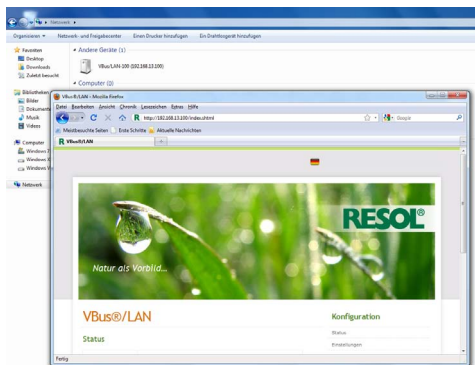 Netzwerk
Organisieren
Netzwerk- und Freigabecenter
Einen Drucker hinzufügen
Ein Drahtlosgerät hinzufügen
Favoriten
Desktop
Downloads
Zuletzt besucht
Andere Geräte (1)
VBus/LAN-100 (192.168.13.100)
Computer (2)
Bibliotheken
Bilder
Dokumente
Musik
Videos
Computer
Netzwerk
VBus®/LAN - Mozilla Firefox
Datei Bearbeiten Ansicht Chronik Lesezeichen Extras Hilfe
http://192.168.13.100/index.shtml
Google
Meistbesuchte Seiten
Erste Schritte
Aktuelle Nachrichten
R VBus®/LAN
RESOL®
Natur als Vorbild...
VBus®/LAN
Konfiguration
Status
Status
Einstellungen
Fertig